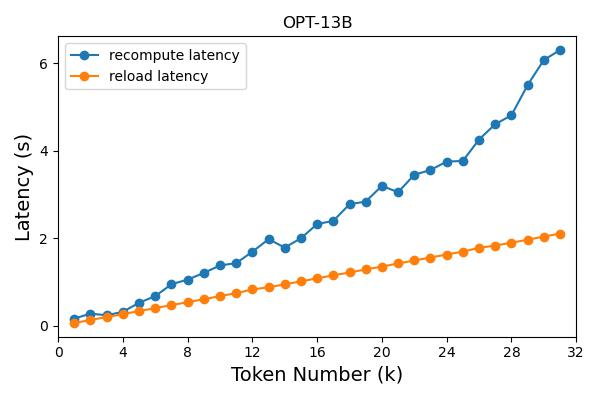 OPT-13B
recompute latency
reload latency
Latency (s)
6
4
2
0
0 4 8 12 16 20 24 28 32
Token Number (k)